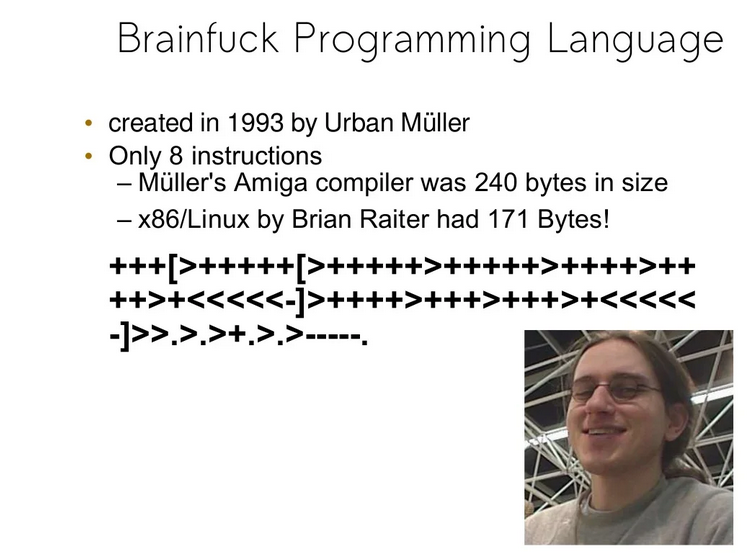 Brainfuck Programming Language
• created in 1993 by Urban Müller
• Only 8 instructions
– Müller's Amiga compiler was 240 bytes in size
– x86/Linux by Brian Raiter had 171 Bytes!
+++[>+++++[>+++++>+++++>++++>++
++>+<<<<<-]>++++>+++>+++>+<<<<<
-]>>.>.>+.>.>-----.